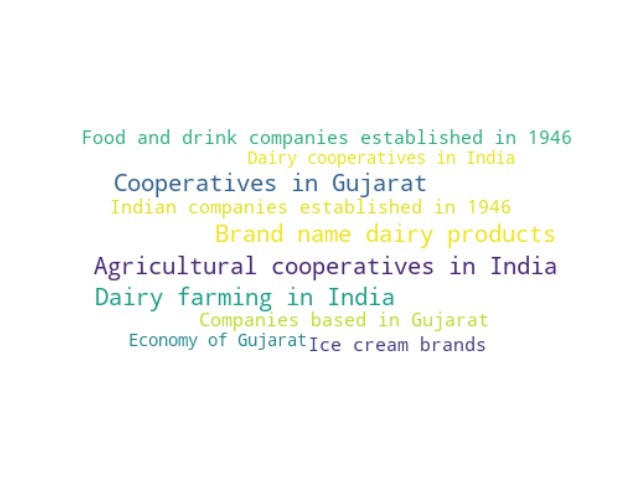 Food and drink companies established in 1946
Dairy cooperatives in India
Cooperatives in Gujarat
Indian companies established in 1946
Brand name dairy products
Agricultural cooperatives in India
Dairy farming in India
Companies based in Gujarat
Economy of Gujarat
Ice cream brands